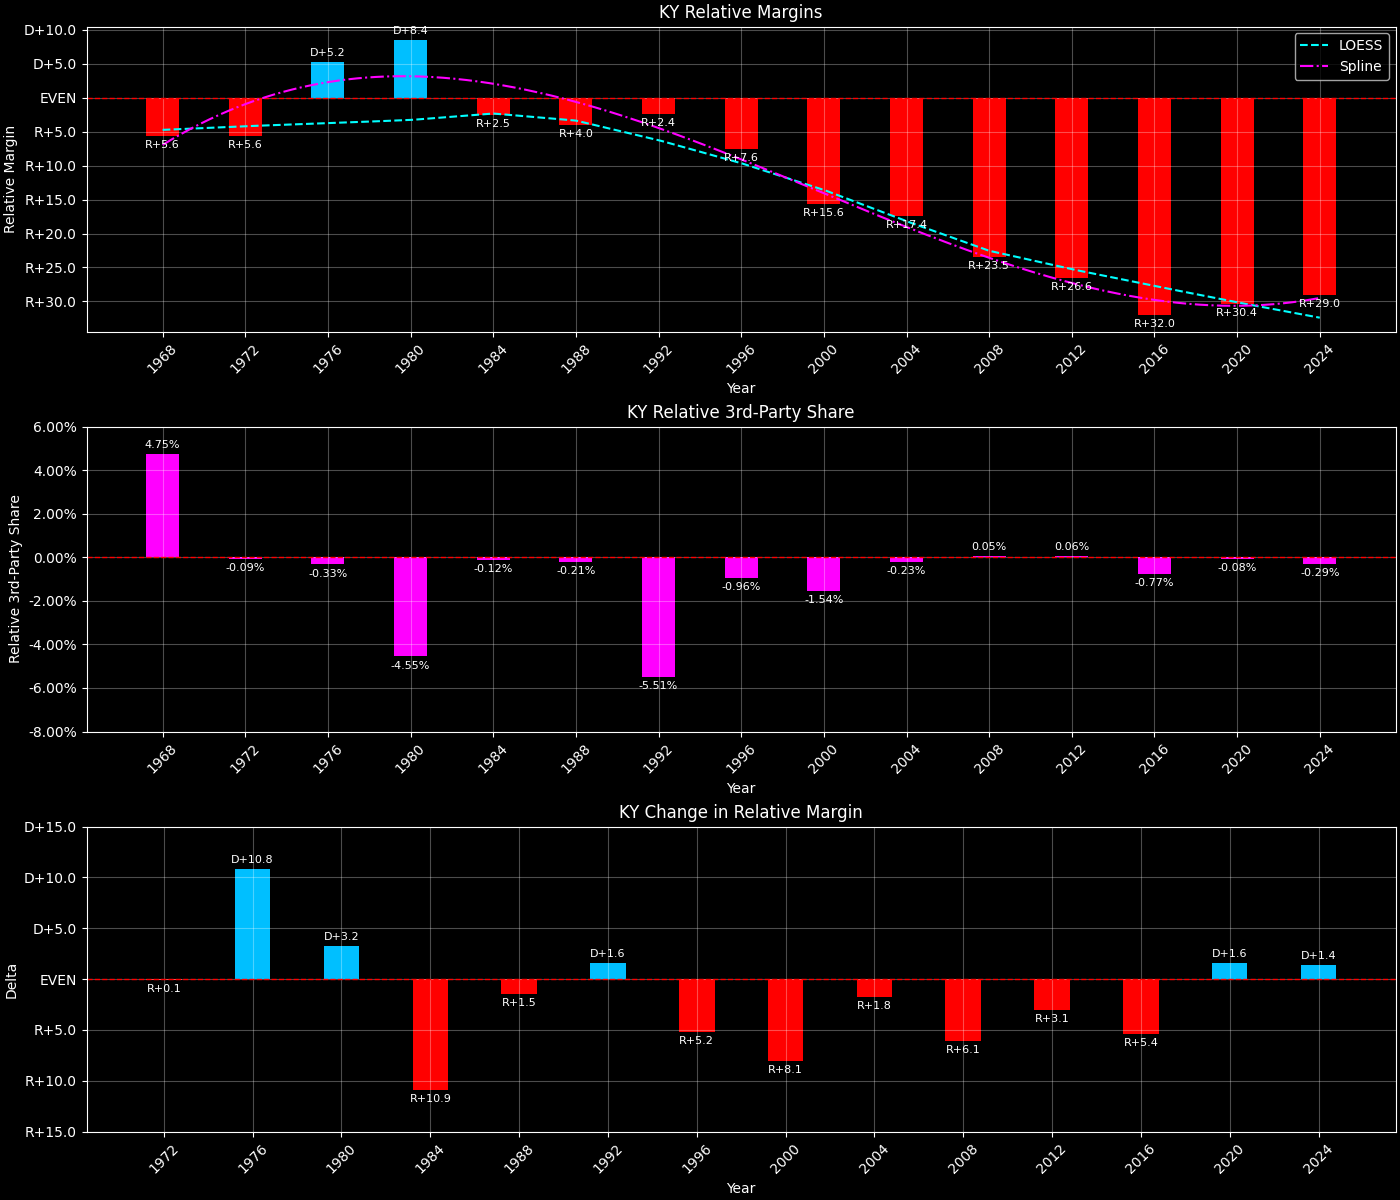 KY Relative Margins
D+10.0
D+5.0
EVEN
R+5.0
R+10.0
R+15.0
R+20.0
R+25.0
R+30.0
Relative Margin
LOESS
Spline
R+5.6
R+5.6
D+5.2
D+8.4
R+2.5
R+4.0
R+2.4
R+7.6
R+15.6
R+17.4
R+23.5
R+26.6
R+32.0
R+30.4
R+29.0
1968
1972
1976
1980
1984
1988
1992
1996
2000
2004
2008
2012
2016
2020
2024
Year
KY Relative 3rd-Party Share
6.00%
4.00%
2.00%
0.00%
-2.00%
-4.00%
-6.00%
-8.00%
Relative 3rd-Party Share
4.75%
-0.09%
-0.33%
-4.55%
-0.12%
-0.21%
-5.51%
-0.96%
-1.54%
-0.23%
0.05%
0.06%
-0.77%
-0.08%
-0.29%
1968
1972
1976
1980
1984
1988
1992
1996
2000
2004
2008
2012
2016
2020
2024
Year
KY Change in Relative Margin
D+15.0
D+10.0
D+5.0
EVEN
R+5.0
R+10.0
R+15.0
Delta
R+0.1
D+10.8
D+3.2
R+10.9
R+1.5
D+1.6
R+5.2
R+8.1
R+1.8
R+6.1
R+3.1
R+5.4
D+1.6
D+1.4
1972
1976
1980
1984
1988
1992
1996
2000
2004
2008
2012
2016
2020
2024
Year